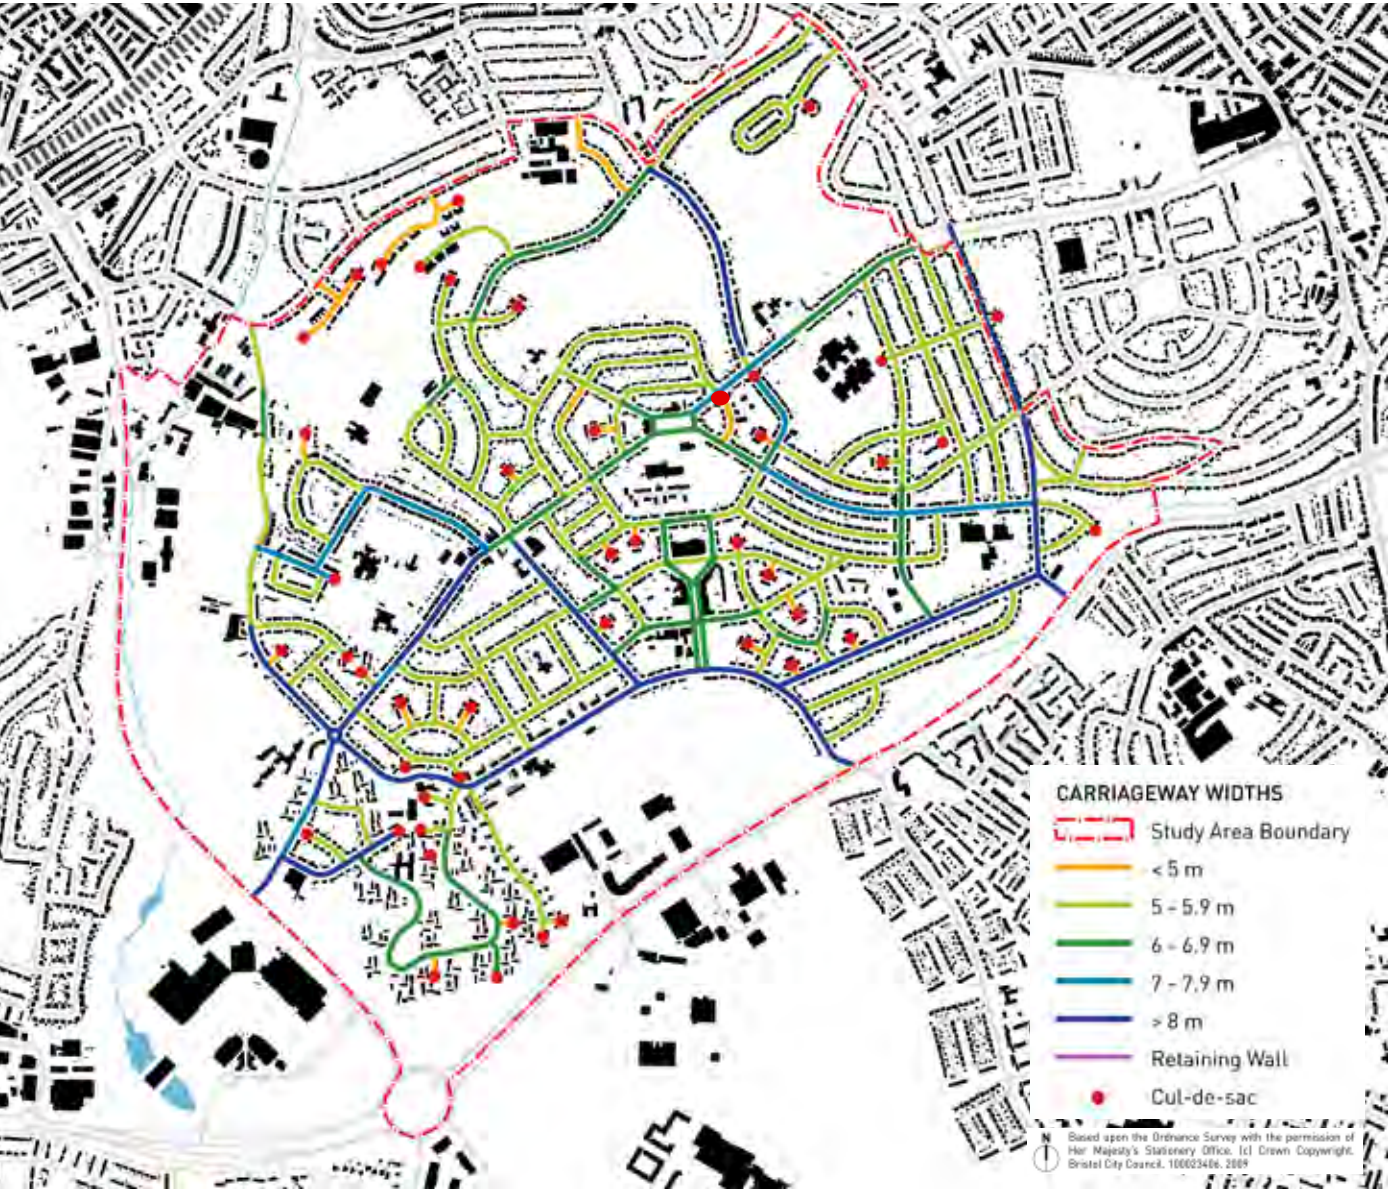 CARRIAGEWAY WIDTHS
Study Area Boundary
< 5 m
5 - 5.9 m
6 - 6.9 m
7 - 7.9 m
> 8 m
Retaining Wall
Cul-de-sac
N
Based upon the Ordnance Survey with the permission of
Her Majesty's Stationery Office. (c) Crown Copywright.
Bristol City Council. 100023406. 2009